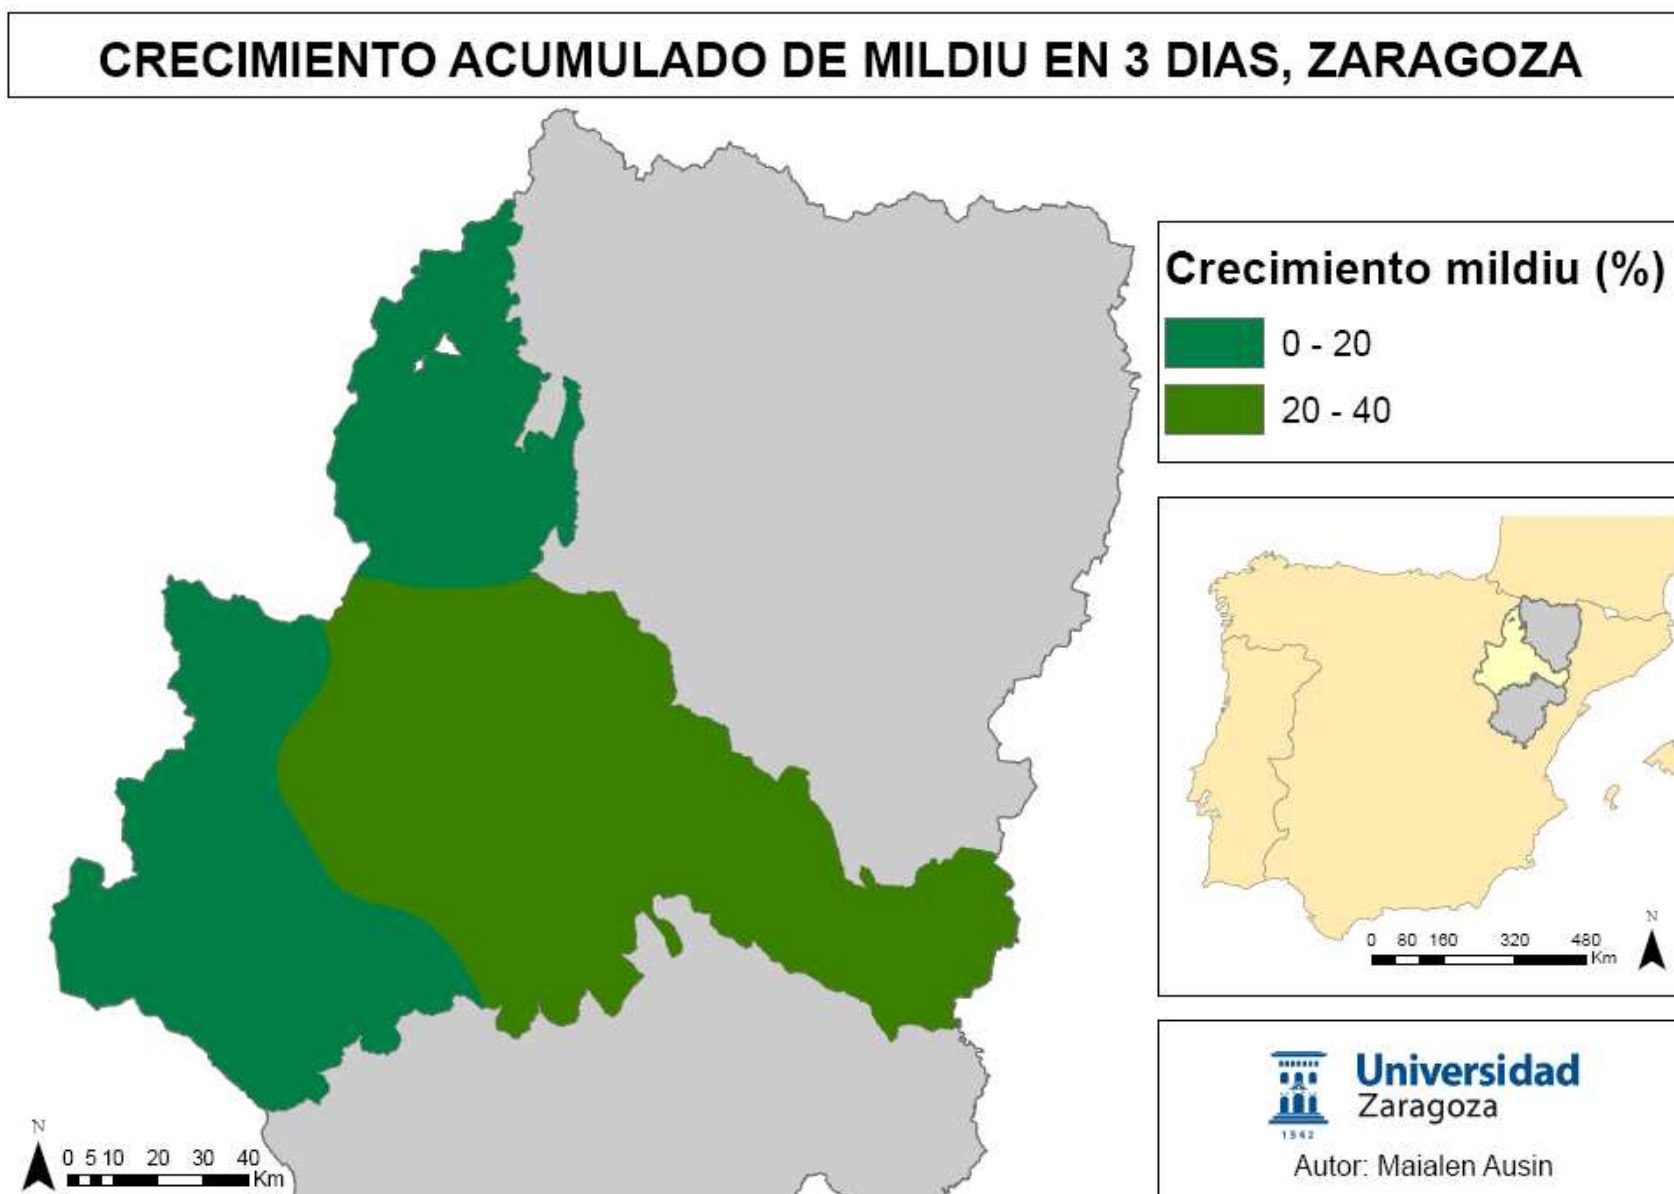 CRECIMIENTO ACUMULADO DE MILDIU EN 3 DIAS, ZARAGOZA
Crecimiento mildiu (%)
0 - 20
20 - 40
N
0 80 160 320 480
Km
N
0 5 10 20 30 40
Km
Universidad
Zaragoza
1542
Autor: Maialen Ausin